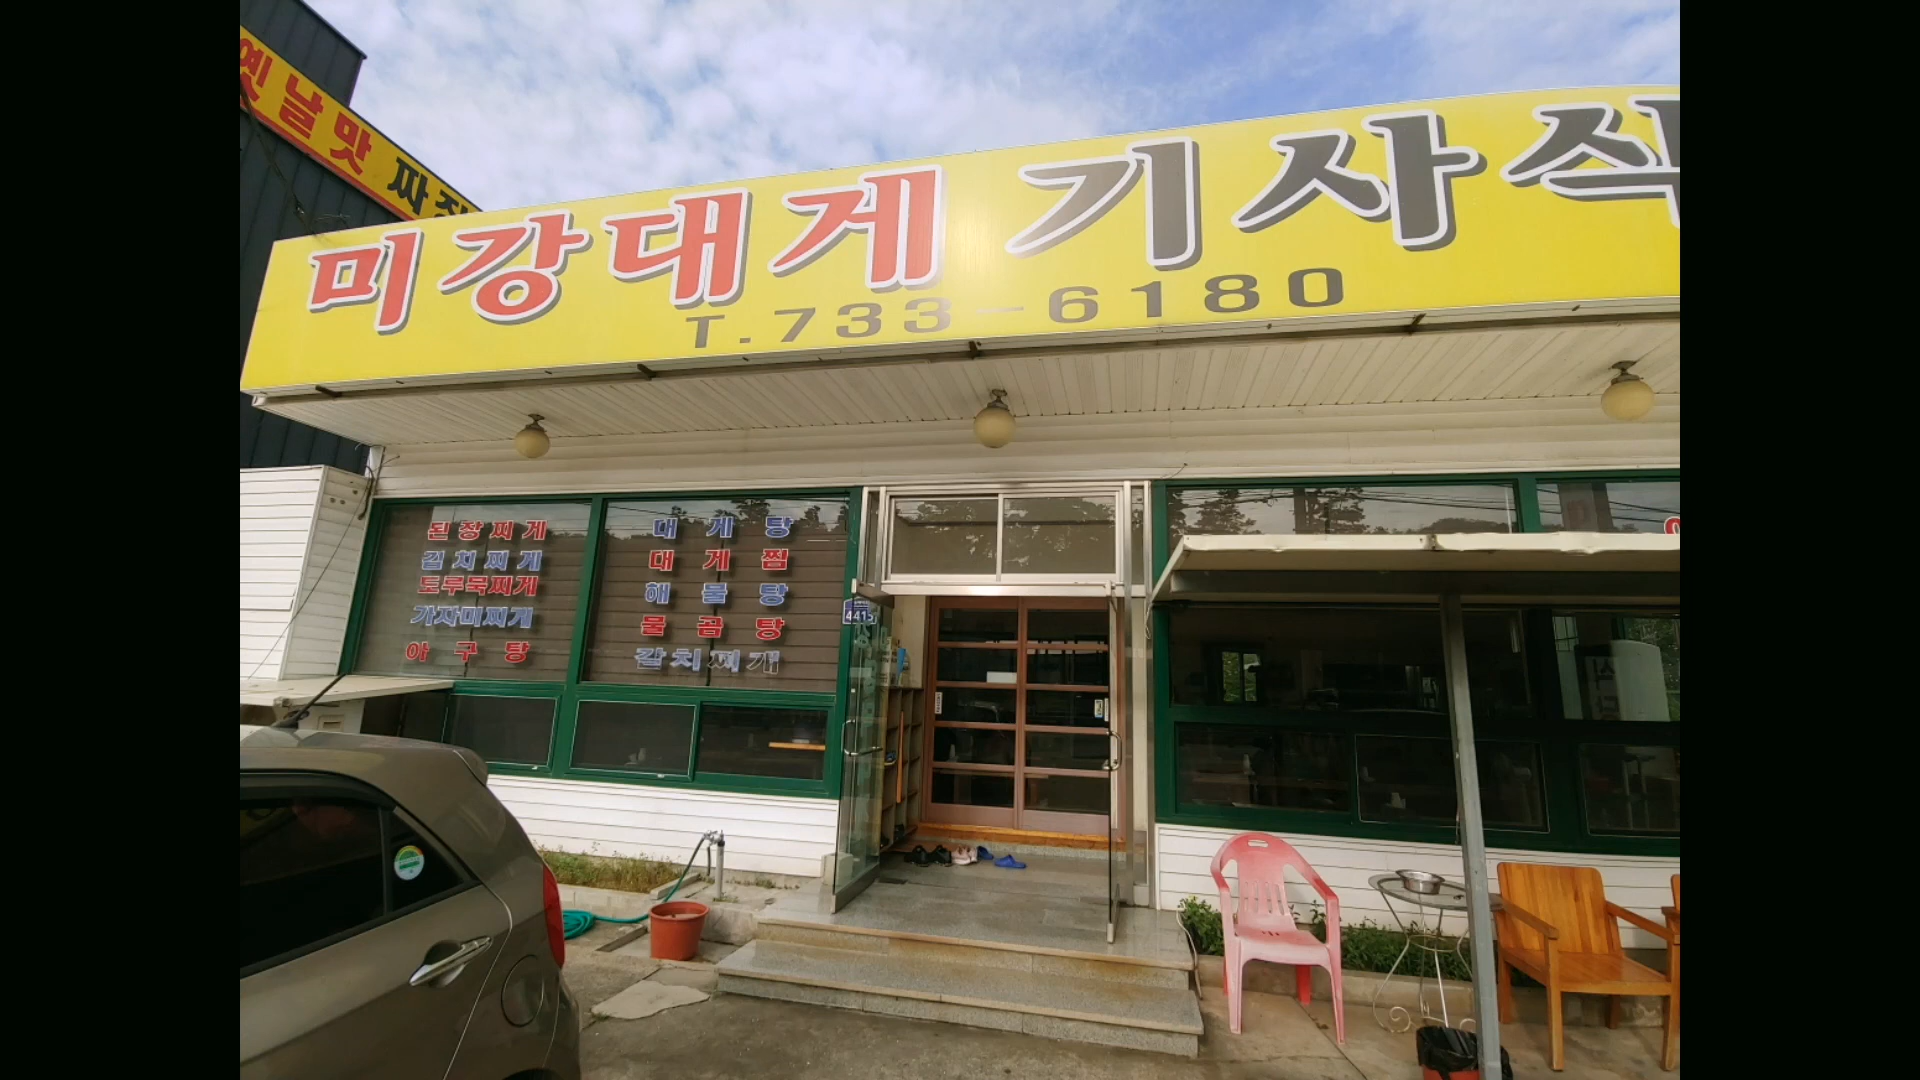 옛날맛 짜장
미강대게 기사식
T.733-6180
된장찌게
김치찌게
도루묵찌게
가자미찌게
아구탕
대게탕
대게찜
해물탕
물곰탕
갈치찌개
4415